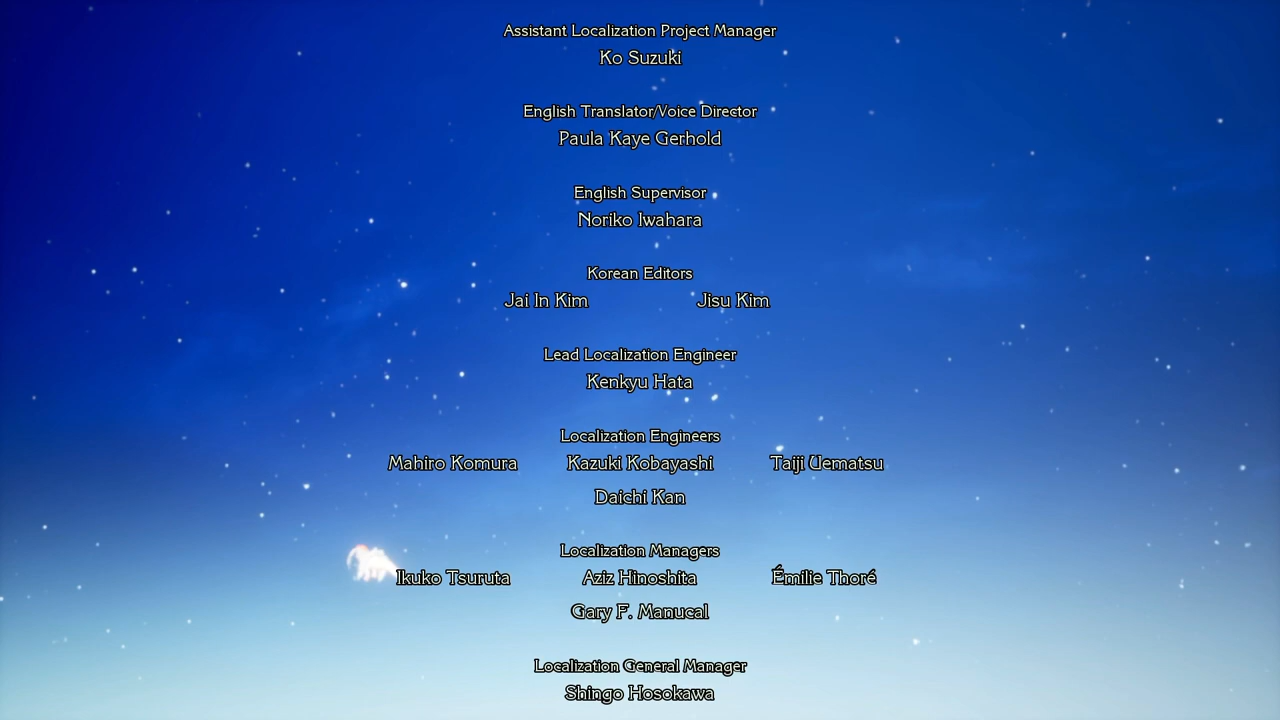 Assistant Localization Project Manager
Ko Suzuki
English Translator/Voice Director
Paula Kaye Gerhold
English Supervisor
Noriko Iwahara
Korean Editors
Jai In Kim Jisu Kim
Lead Localization Engineer
Kenkyu Hata
Localization Engineers
Mahiro Komura Kazuki Kobayashi Taiji Uematsu
Daichi Kan
Localization Managers
Ikuko Tsuruta Aziz Hinoshita Émilie Thoré
Gary F. Manucal
Localization General Manager
Shingo Hosokawa